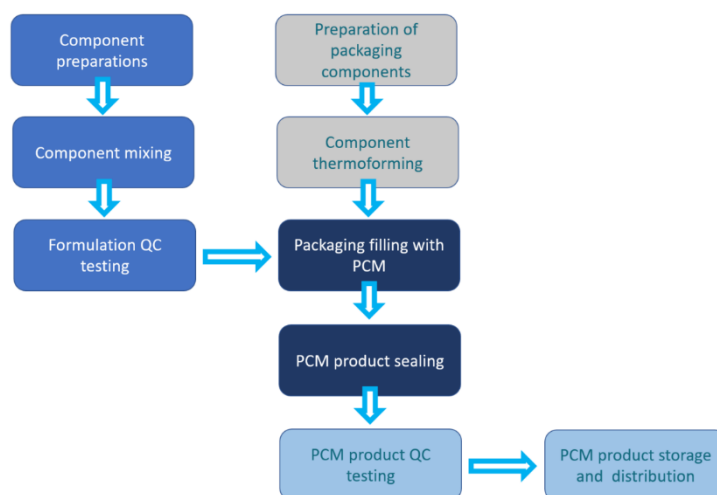 Component
preparations
Preparation of
packaging
components
Component mixing
Component
thermoforming
Formulation QC
testing
Packaging filling with
PCM
PCM product sealing
PCM product QC
testing
PCM product storage
and distribution